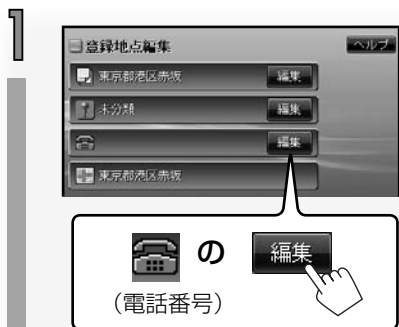 1
登録地点編集 ヘルプ
東京都港区赤坂 編集
未分類 編集
編集
東京都港区赤坂
の 編集
(電話番号)